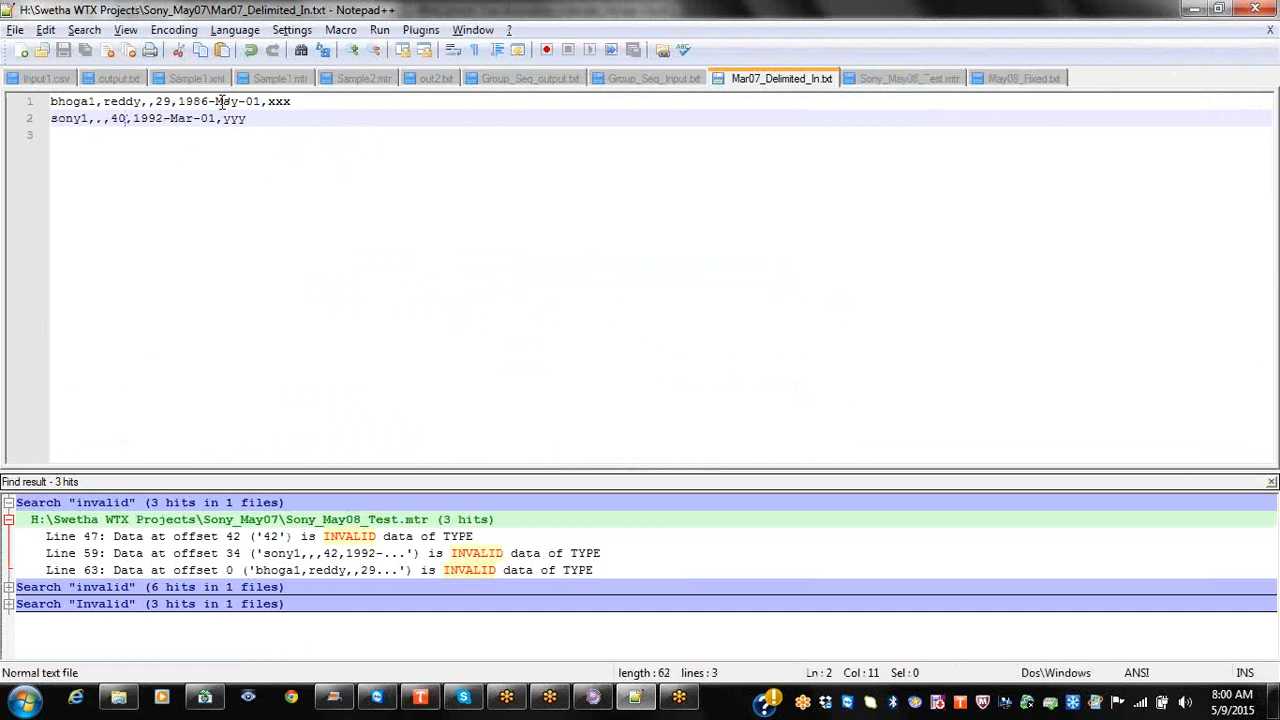 H:\Swetha WTX Projects\Sony_May07\Mar07_Delimited_In.txt - Notepad++
File Edit Search View Encoding Language Settings Macro Run Plugins Window ? X
Input1.csv output.txt Sample1.xml Sample1.mtr Sample2.mtr out2.txt Group_Seq_output.txt Group_Seq_Input.txt Mar07_Delimited_In.txt Sony_May08_Test.mtr May08_Fixed.txt
1 bhoga1,reddy,,29,1986-May-01,xxx
2 sony1,,,40,1992-Mar-01,yyy
3
Find result - 3 hits
Search "invalid" (3 hits in 1 files)
H:\Swetha WTX Projects\Sony_May07\Sony_May08_Test.mtr (3 hits)
Line 47: Data at offset 42 ('42') is INVALID data of TYPE
Line 59: Data at offset 34 ('sony1,,,42,1992-...') is INVALID data of TYPE
Line 63: Data at offset 0 ('bhoga1,reddy,,29...') is INVALID data of TYPE
Search "invalid" (6 hits in 1 files)
Search "Invalid" (3 hits in 1 files)
Normal text file length : 62 lines : 3 Ln : 2 Col : 11 Sel : 0 Dos\Windows ANSI INS
8:00 AM
5/9/2015